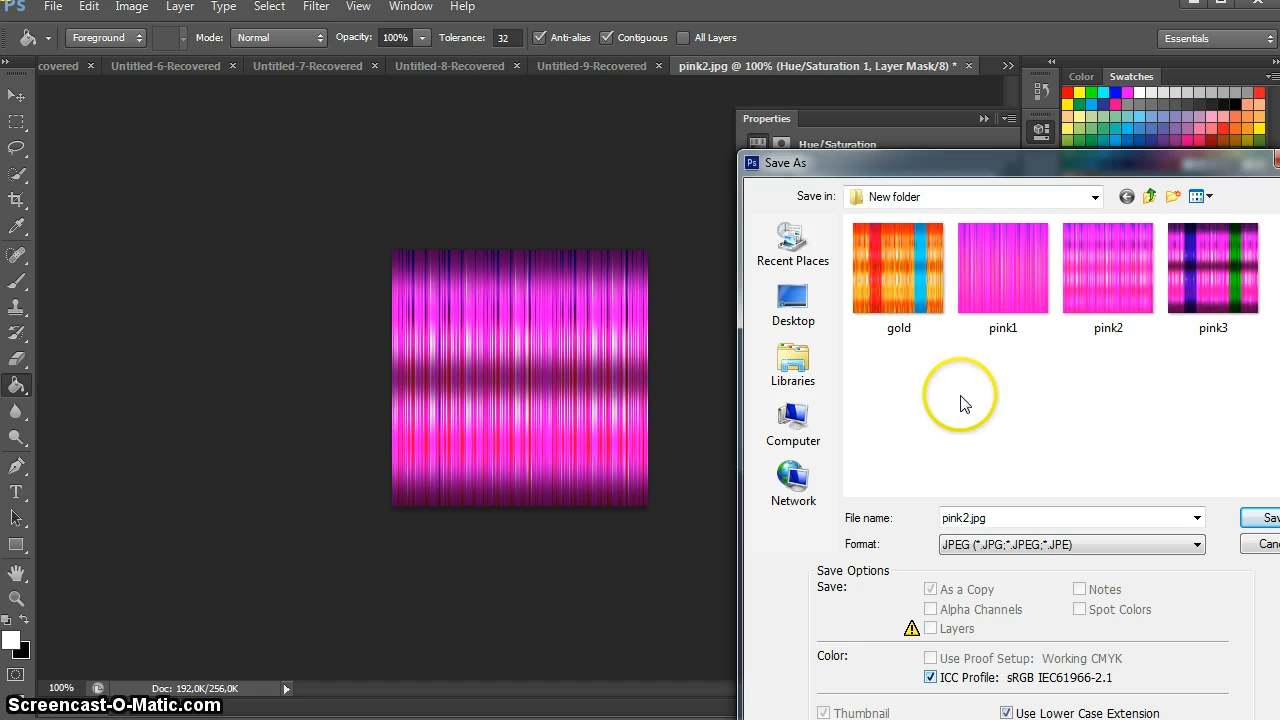 Ps File Edit Image Layer Type Select Filter View Window Help
Foreground Mode: Normal Opacity: 100% Tolerance: 32 Anti-alias Contiguous All Layers Essentials
covered × Untitled-6-Recovered × Untitled-7-Recovered × Untitled-8-Recovered × Untitled-9-Recovered × pink2.jpg @ 100% (Hue/Saturation 1, Layer Mask/8) * ×
Color Swatches
Properties
Hue/Saturation
Ps Save As
Save in: New folder
Recent Places
Desktop
Libraries
Computer
Network
gold pink1 pink2 pink3
File name: pink2.jpg Sav
Format: JPEG (*.JPG;*.JPEG;*.JPE) Canc
Save Options
Save: As a Copy Notes
Alpha Channels Spot Colors
Layers
Color: Use Proof Setup: Working CMYK
ICC Profile: sRGB IEC61966-2.1
Thumbnail Use Lower Case Extension
100% Doc: 192,0K/256,0K
Screencast-O-Matic.com